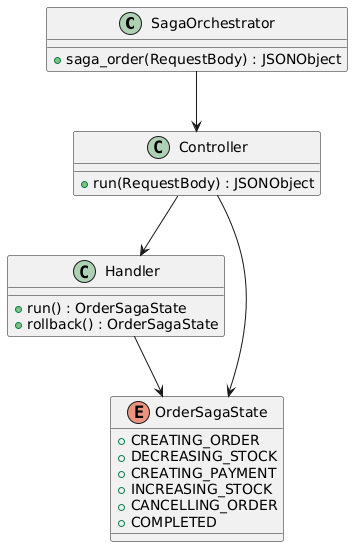 C SagaOrchestrator
saga_order(RequestBody) : JSONObject
C Controller
run(RequestBody) : JSONObject
C Handler
run() : OrderSagaState
rollback() : OrderSagaState
E OrderSagaState
CREATING_ORDER
DECREASING_STOCK
CREATING_PAYMENT
INCREASING_STOCK
CANCELLING_ORDER
COMPLETED